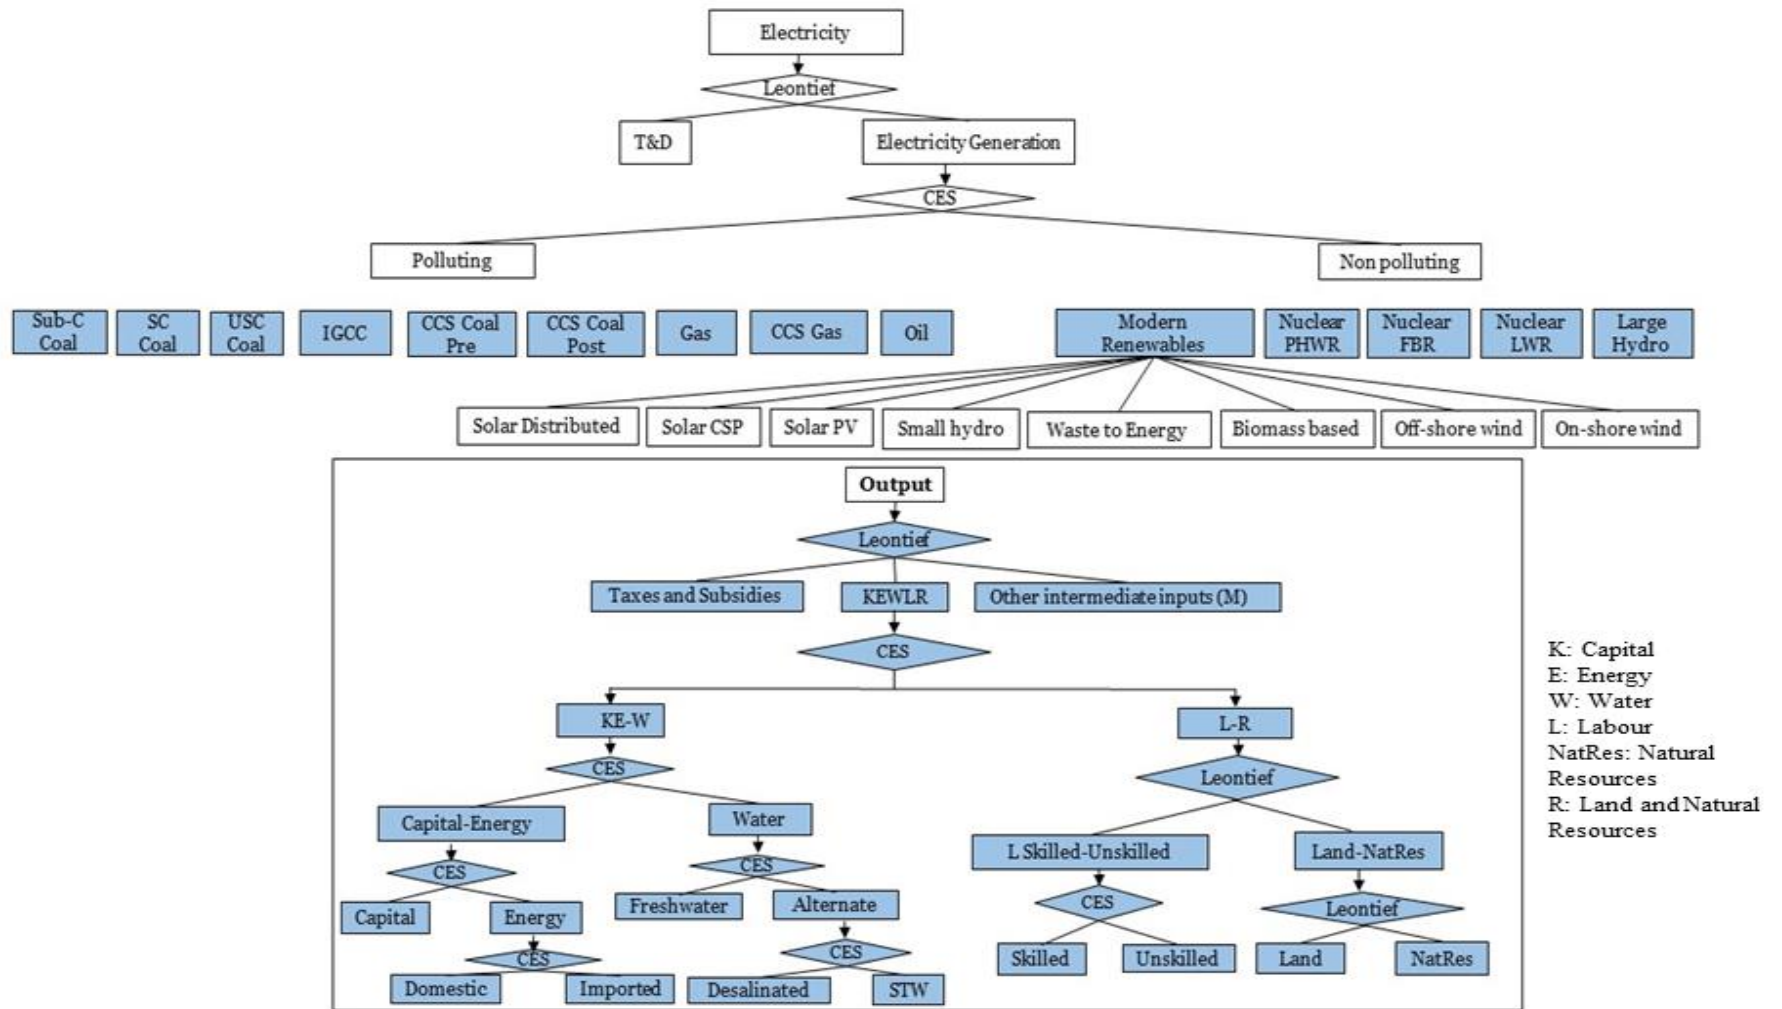 Electricity
Leontief
T&D
Electricity Generation
CES
Polluting
Non polluting
Sub-C
Coal
SC
Coal
USC
Coal
IGCC
CCS Coal
Pre
CCS Coal
Post
Gas
CCS Gas
Oil
Modern
Renewables
Nuclear
PHWR
Nuclear
FBR
Nuclear
LWR
Large
Hydro
Solar Distributed
Solar CSP
Solar PV
Small hydro
Waste to Energy
Biomass based
Off-shore wind
On-shore wind
Output
Leontief
Taxes and Subsidies
KEWLR
Other intermediate inputs (M)
CES
KE-W
L-R
CES
Leontief
Capital-Energy
Water
L Skilled-Unskilled
Land-NatRes
CES
CES
CES
Leontief
Capital
Energy
Freshwater
Alternate
Skilled
Unskilled
Land
NatRes
CES
CES
Domestic
Imported
Desalinated
STW
K: Capital
E: Energy
W: Water
L: Labour
NatRes: Natural
Resources
R: Land and Natural
Resources